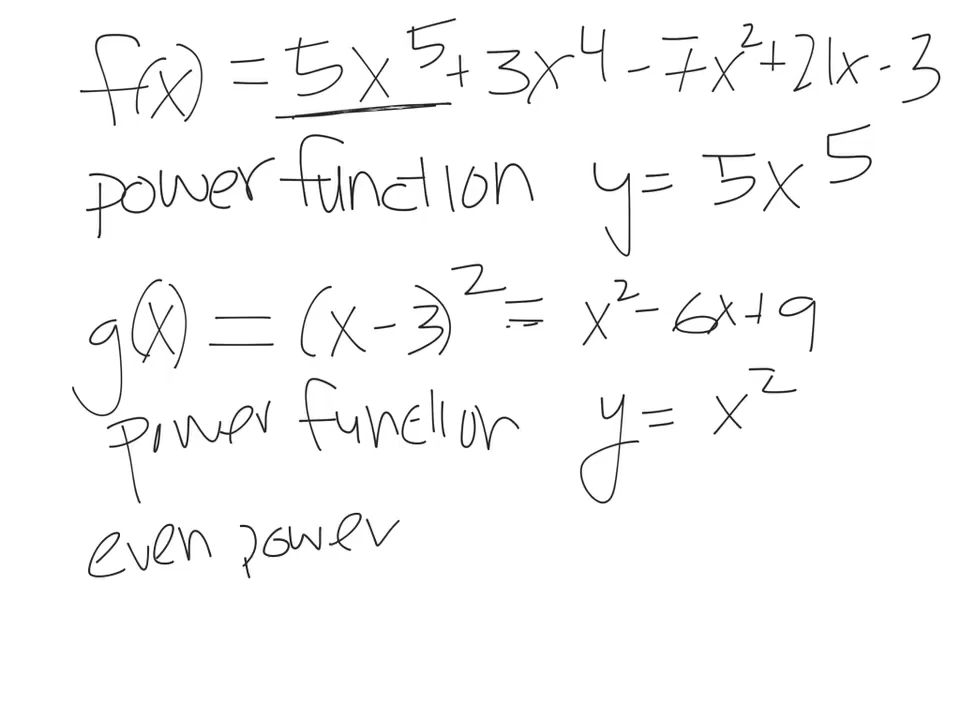 f(x) = 5x⁵ + 3x⁴ - 7x² + 21x - 3
power function y = 5x⁵
g(x) = (x - 3)² = x² - 6x + 9
power function y = x²
even power